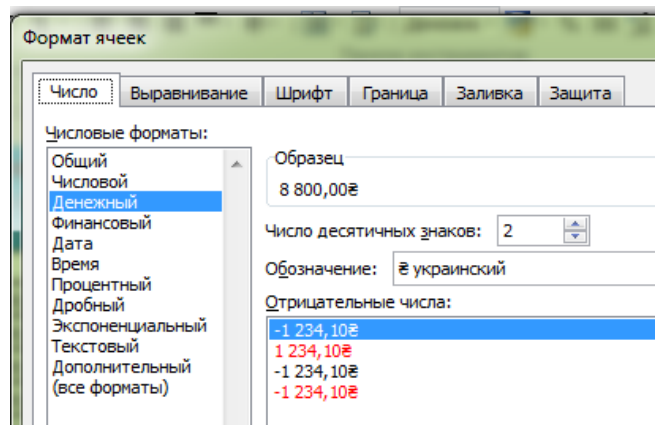 Формат ячеек
Число Выравнивание Шрифт Граница Заливка Защита
Числовые форматы:
Общий
Числовой
Денежный
Финансовый
Дата
Время
Процентный
Дробный
Экспоненциальный
Текстовый
Дополнительный
(все форматы)
Образец
8 800,00₴
Число десятичных знаков: 2
Обозначение: ₴ украинский
Отрицательные числа:
-1 234,10₴
1 234,10₴
-1 234,10₴
-1 234,10₴